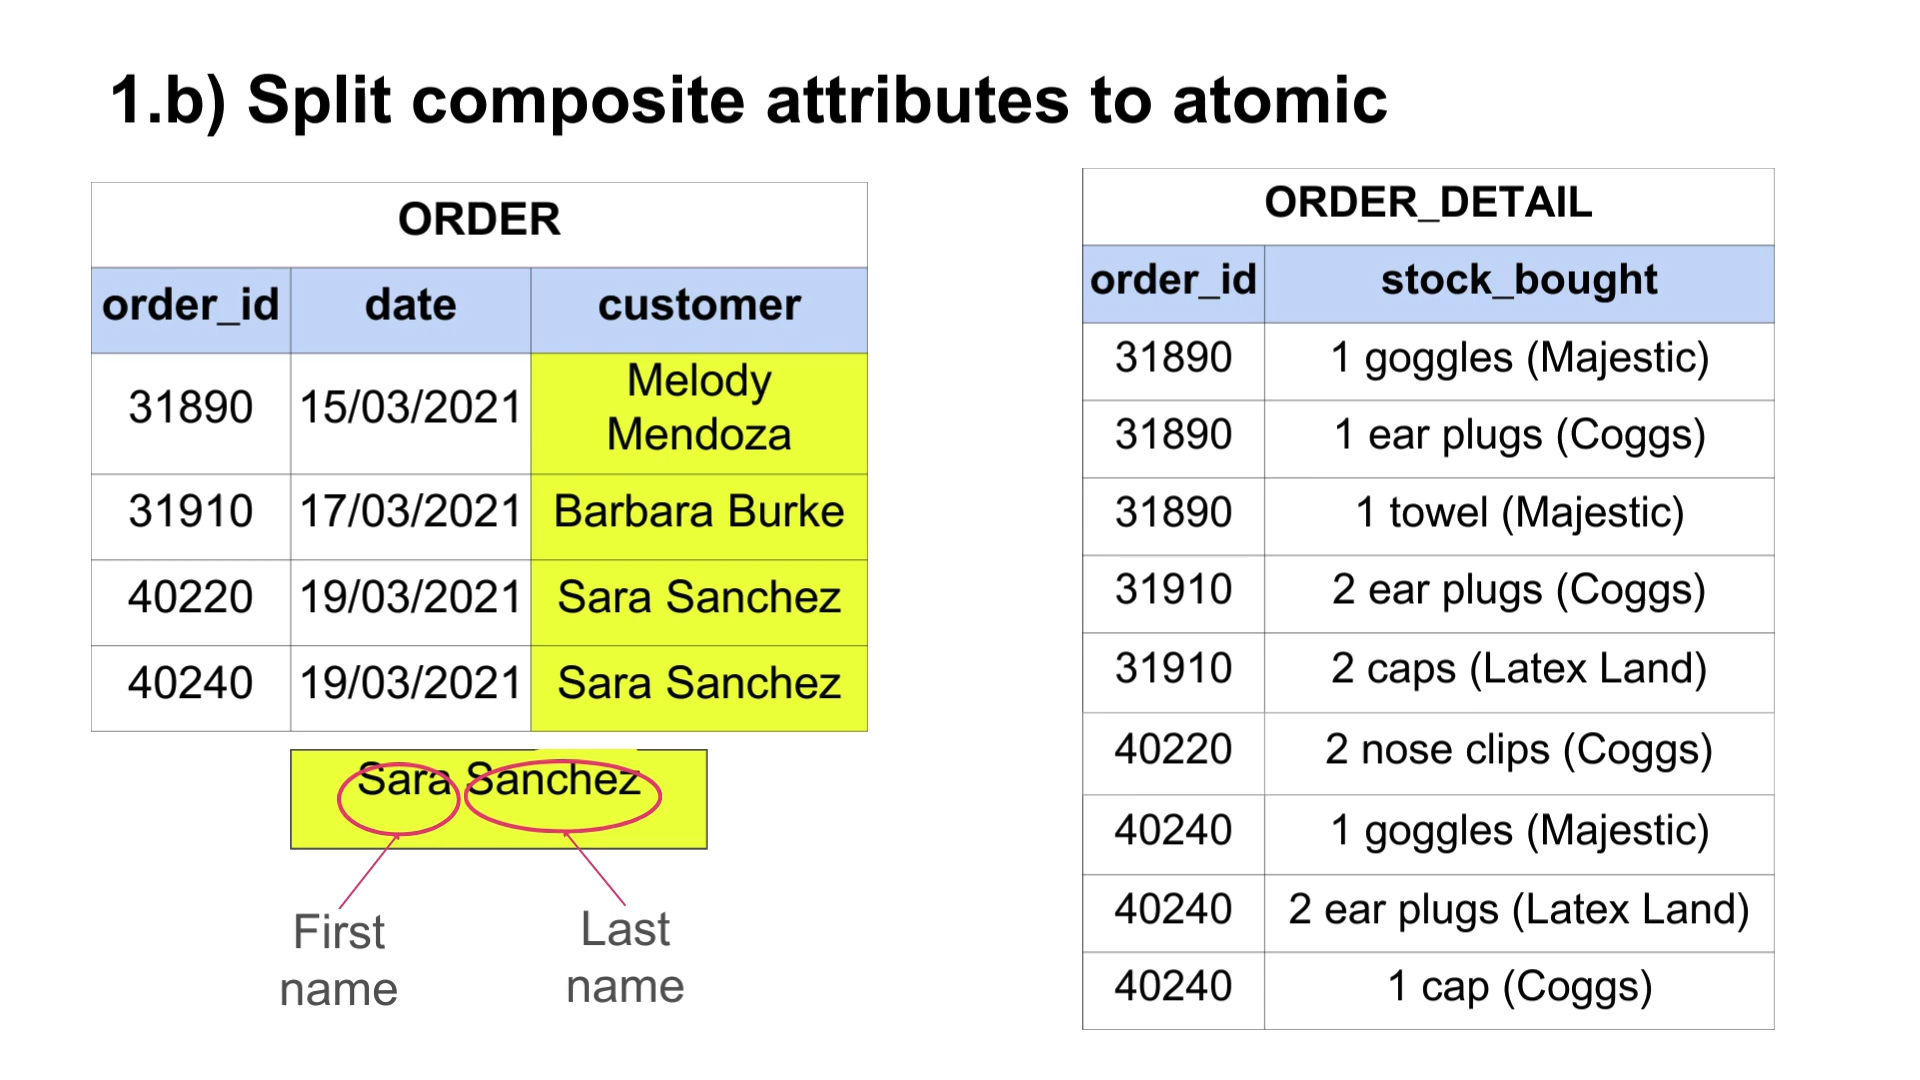 1.b) Split composite attributes to atomic
ORDER
order_id date customer
31890 15/03/2021 Melody
Mendoza
31910 17/03/2021 Barbara Burke
40220 19/03/2021 Sara Sanchez
40240 19/03/2021 Sara Sanchez
Sara Sanchez
First
name
Last
name
ORDER_DETAIL
order_id stock_bought
31890 1 goggles (Majestic)
31890 1 ear plugs (Coggs)
31890 1 towel (Majestic)
31910 2 ear plugs (Coggs)
31910 2 caps (Latex Land)
40220 2 nose clips (Coggs)
40240 1 goggles (Majestic)
40240 2 ear plugs (Latex Land)
40240 1 cap (Coggs)